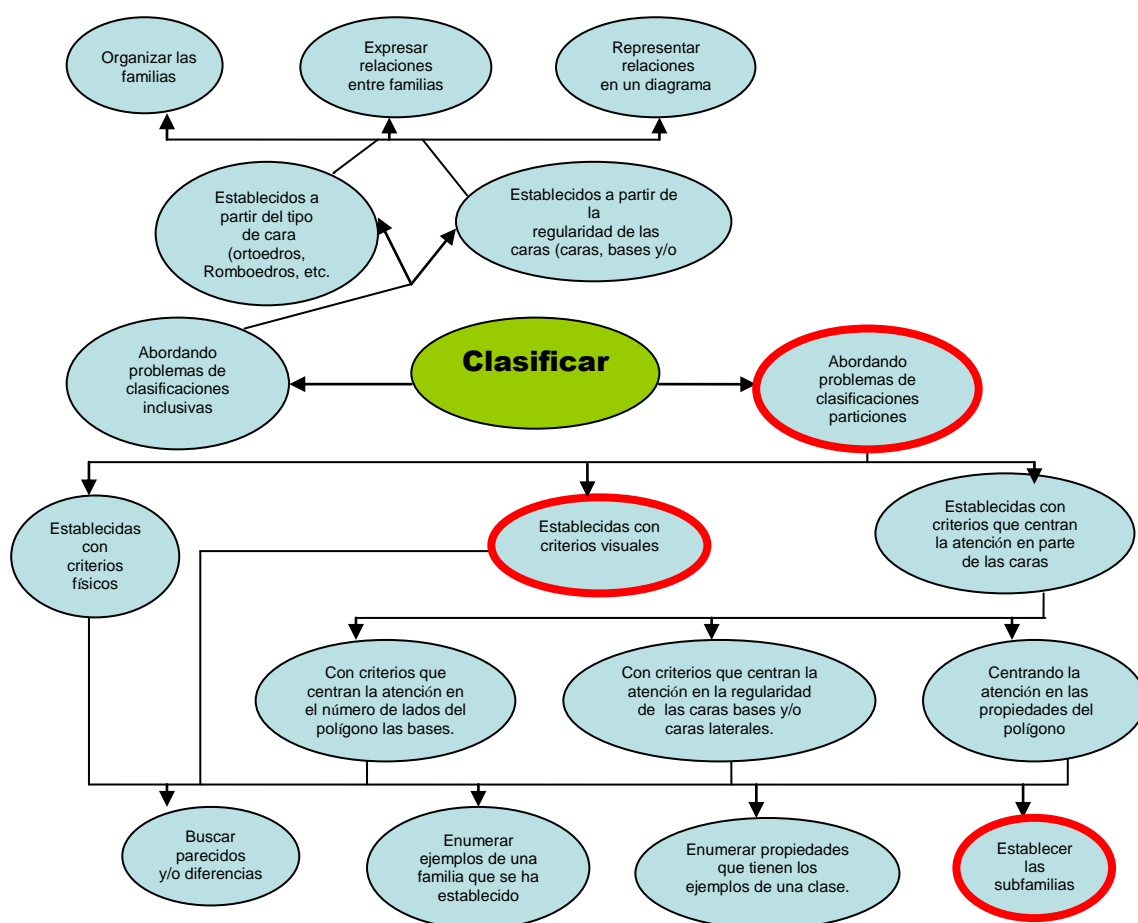 Organizar las
familias
Expresar
relaciones
entre familias
Representar
relaciones
en un diagrama
Establecidos a
partir del tipo
de cara
(ortoedros,
Romboedros, etc.
Establecidos a partir de
la
regularidad de las
caras (caras, bases y/o
Abordando
problemas de
clasificaciones
inclusivas
Clasificar
Abordando
problemas de
clasificaciones
particiones
Establecidas
con
criterios
físicos
Establecidas con
criterios visuales
Establecidas con
criterios que centran
la atención en parte
de las caras
Con criterios que
centran la atención en
el número de lados del
polígono las bases.
Con criterios que centran la
atención en la regularidad
de las caras bases y/o
caras laterales.
Centrando la
atención en las
propiedades del
polígono
Buscar
parecidos
y/o diferencias
Enumerar
ejemplos de una
familia que se ha
establecido
Enumerar propiedades
que tienen los
ejemplos de una clase.
Establecer
las
subfamilias